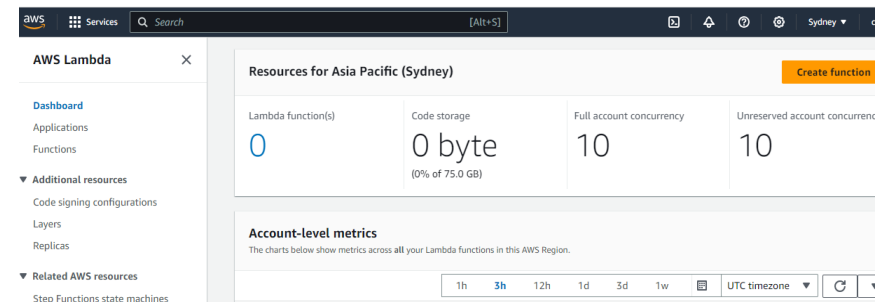 aws Services Search [Alt+S] Sydney
AWS Lambda
Dashboard
Applications
Functions
Additional resources
Code signing configurations
Layers
Replicas
Related AWS resources
Step Functions state machines
Resources for Asia Pacific (Sydney) Create function
Lambda function(s) Code storage Full account concurrency Unreserved account
0 0 byte 10 10
(0% of 75.0 GB)
Account-level metrics
The charts below show metrics across all your Lambda functions in this AWS Region.
1h 3h 12h 1d 3d 1w UTC timezone